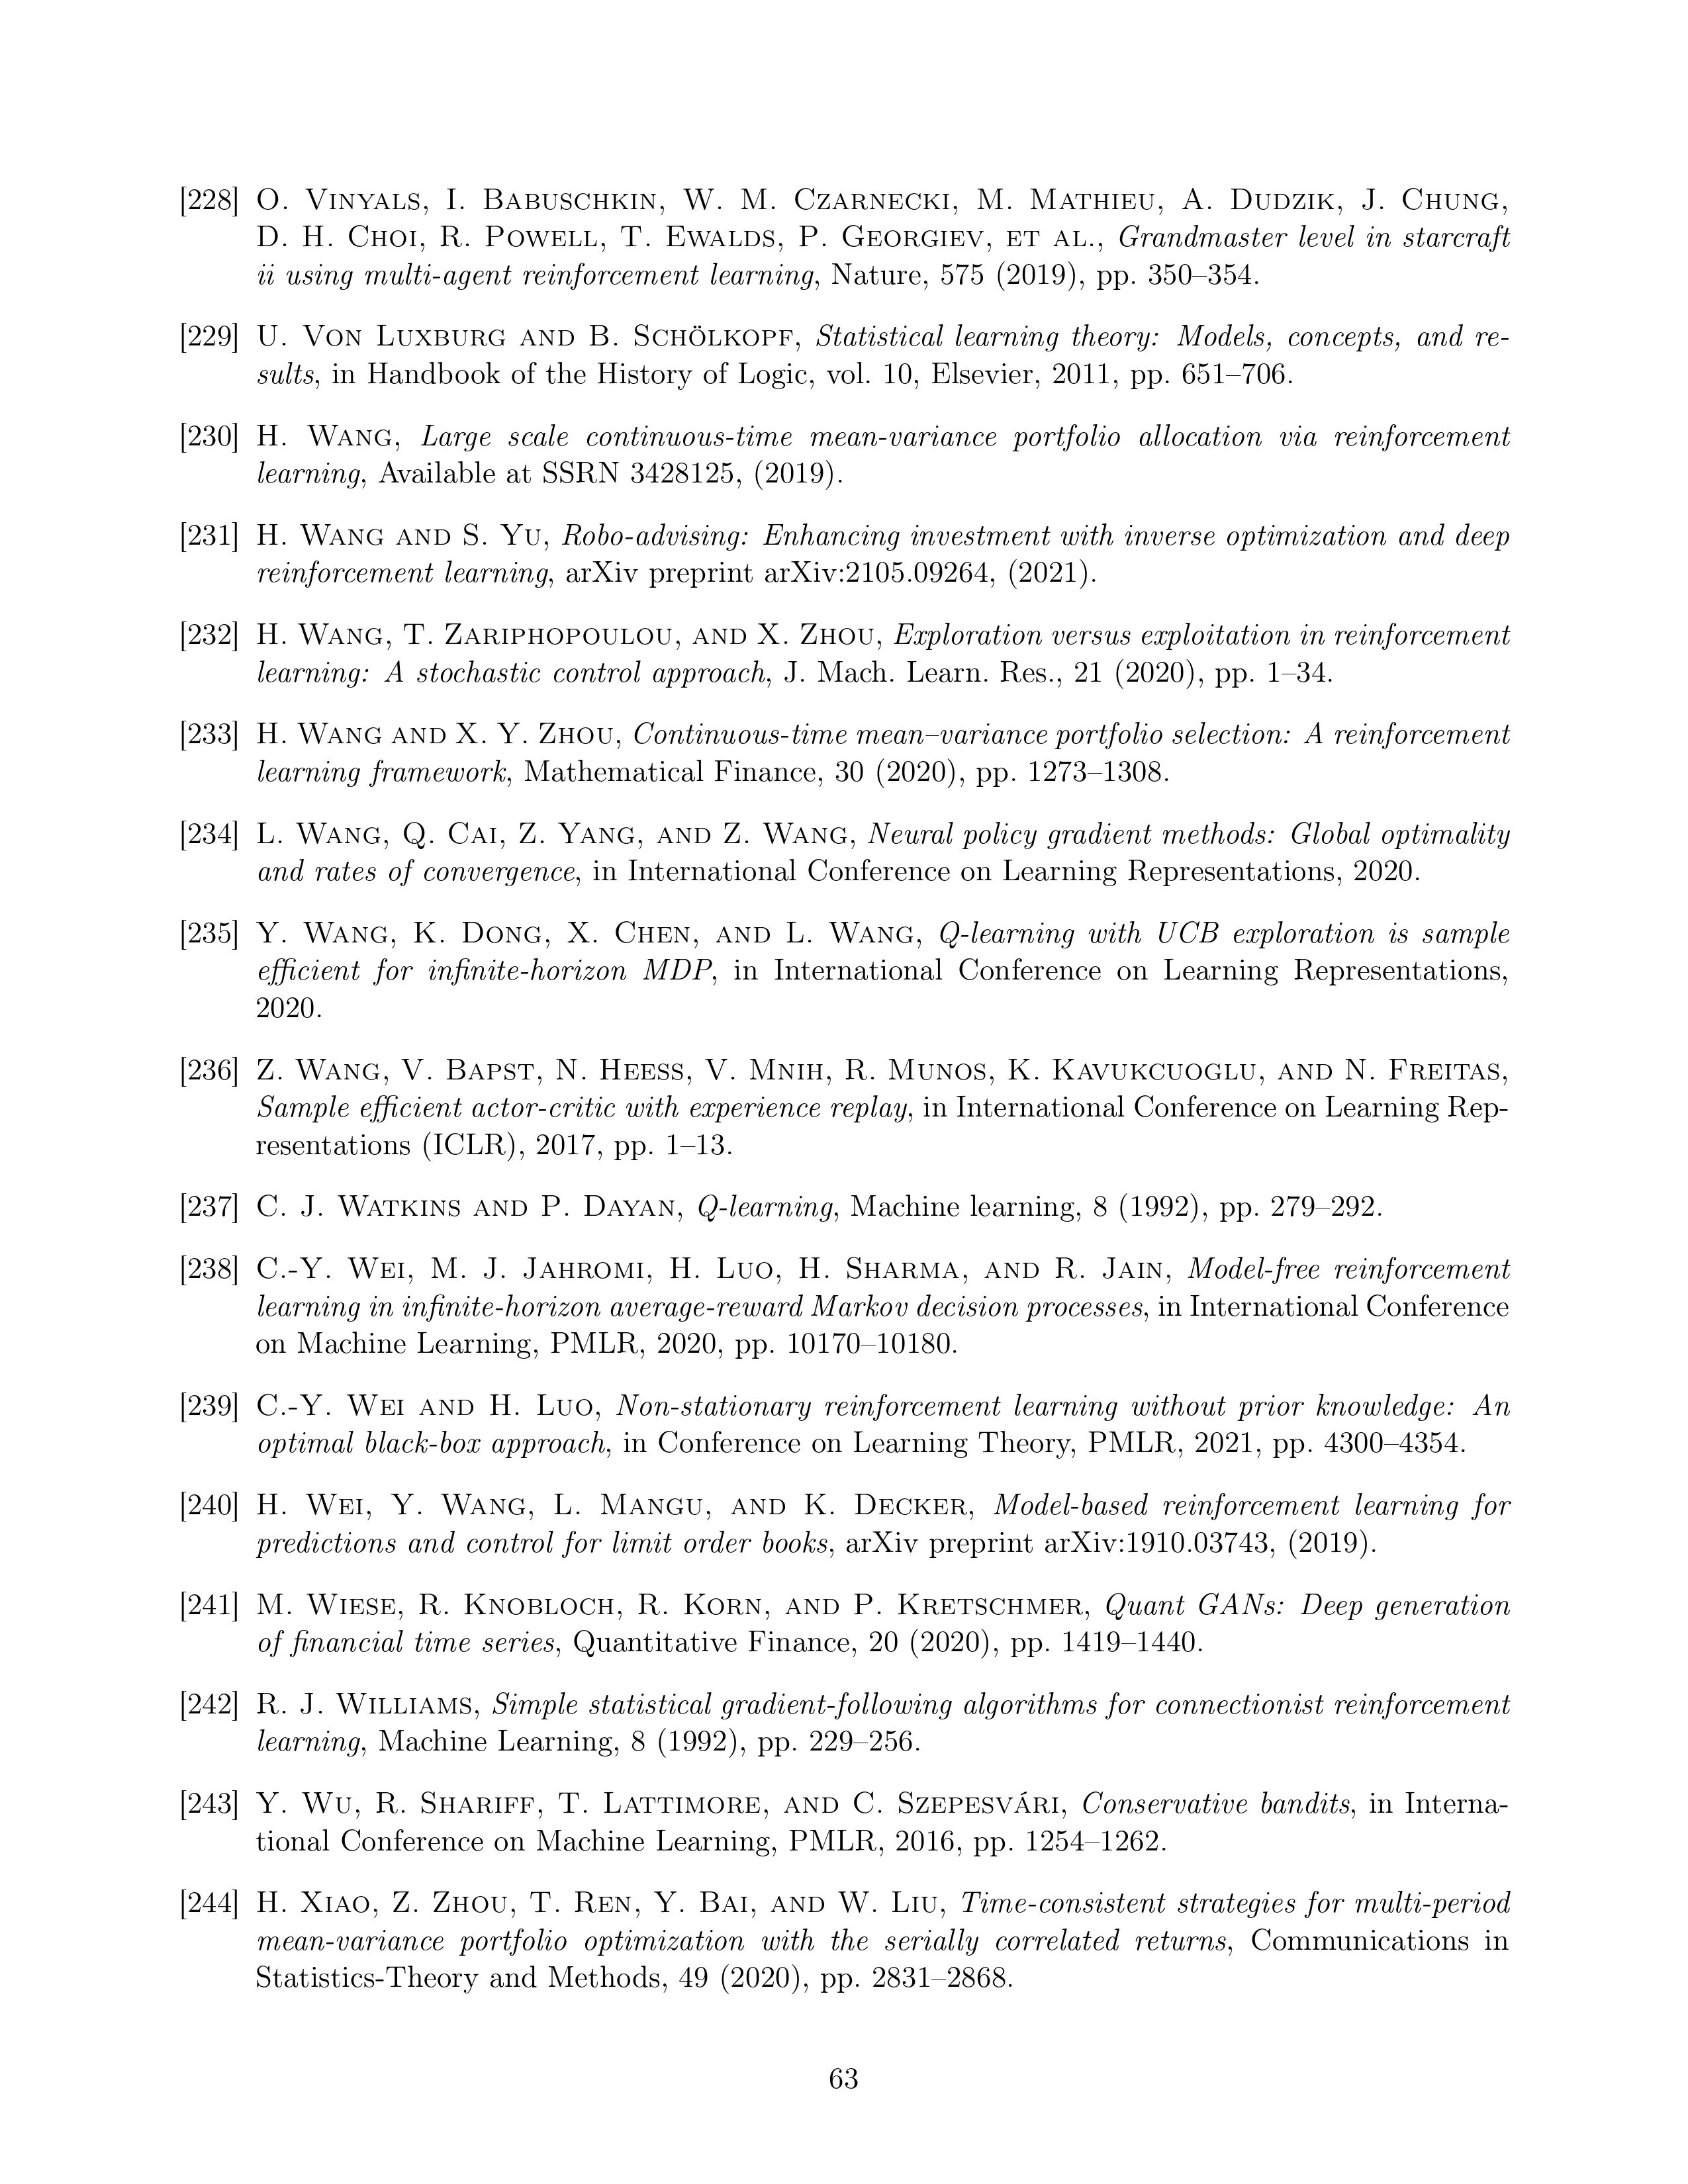 [228] O. Vinyals, I. Babuschkin, W. M. Czarnecki, M. Mathieu, A. Dudzik, J. Chung,
D. H. Choi, R. Powell, T. Ewalds, P. Georgiev, et al., Grandmaster level in starcraft
ii using multi-agent reinforcement learning, Nature, 575 (2019), pp. 350–354.
[229] U. Von Luxburg and B. Schölkopf, Statistical learning theory: Models, concepts, and re-
sults, in Handbook of the History of Logic, vol. 10, Elsevier, 2011, pp. 651–706.
[230] H. Wang, Large scale continuous-time mean-variance portfolio allocation via reinforcement
learning, Available at SSRN 3428125, (2019).
[231] H. Wang and S. Yu, Robo-advising: Enhancing investment with inverse optimization and deep
reinforcement learning, arXiv preprint arXiv:2105.09264, (2021).
[232] H. Wang, T. Zariphopoulou, and X. Zhou, Exploration versus exploitation in reinforcement
learning: A stochastic control approach, J. Mach. Learn. Res., 21 (2020), pp. 1–34.
[233] H. Wang and X. Y. Zhou, Continuous-time mean–variance portfolio selection: A reinforcement
learning framework, Mathematical Finance, 30 (2020), pp. 1273–1308.
[234] L. Wang, Q. Cai, Z. Yang, and Z. Wang, Neural policy gradient methods: Global optimality
and rates of convergence, in International Conference on Learning Representations, 2020.
[235] Y. Wang, K. Dong, X. Chen, and L. Wang, Q-learning with UCB exploration is sample
efficient for infinite-horizon MDP, in International Conference on Learning Representations,
2020.
[236] Z. Wang, V. Bapst, N. Heess, V. Mnih, R. Munos, K. Kavukcuoglu, and N. Freitas,
Sample efficient actor-critic with experience replay, in International Conference on Learning Rep-
resentations (ICLR), 2017, pp. 1–13.
[237] C. J. Watkins and P. Dayan, Q-learning, Machine learning, 8 (1992), pp. 279–292.
[238] C.-Y. Wei, M. J. Jahromi, H. Luo, H. Sharma, and R. Jain, Model-free reinforcement
learning in infinite-horizon average-reward Markov decision processes, in International Conference
on Machine Learning, PMLR, 2020, pp. 10170–10180.
[239] C.-Y. Wei and H. Luo, Non-stationary reinforcement learning without prior knowledge: An
optimal black-box approach, in Conference on Learning Theory, PMLR, 2021, pp. 4300–4354.
[240] H. Wei, Y. Wang, L. Mangu, and K. Decker, Model-based reinforcement learning for
predictions and control for limit order books, arXiv preprint arXiv:1910.03743, (2019).
[241] M. Wiese, R. Knobloch, R. Korn, and P. Kretschmer, Quant GANs: Deep generation
of financial time series, Quantitative Finance, 20 (2020), pp. 1419–1440.
[242] R. J. Williams, Simple statistical gradient-following algorithms for connectionist reinforcement
learning, Machine Learning, 8 (1992), pp. 229–256.
[243] Y. Wu, R. Shariff, T. Lattimore, and C. Szepesvári, Conservative bandits, in Interna-
tional Conference on Machine Learning, PMLR, 2016, pp. 1254–1262.
[244] H. Xiao, Z. Zhou, T. Ren, Y. Bai, and W. Liu, Time-consistent strategies for multi-period
mean-variance portfolio optimization with the serially correlated returns, Communications in
Statistics-Theory and Methods, 49 (2020), pp. 2831–2868.
63